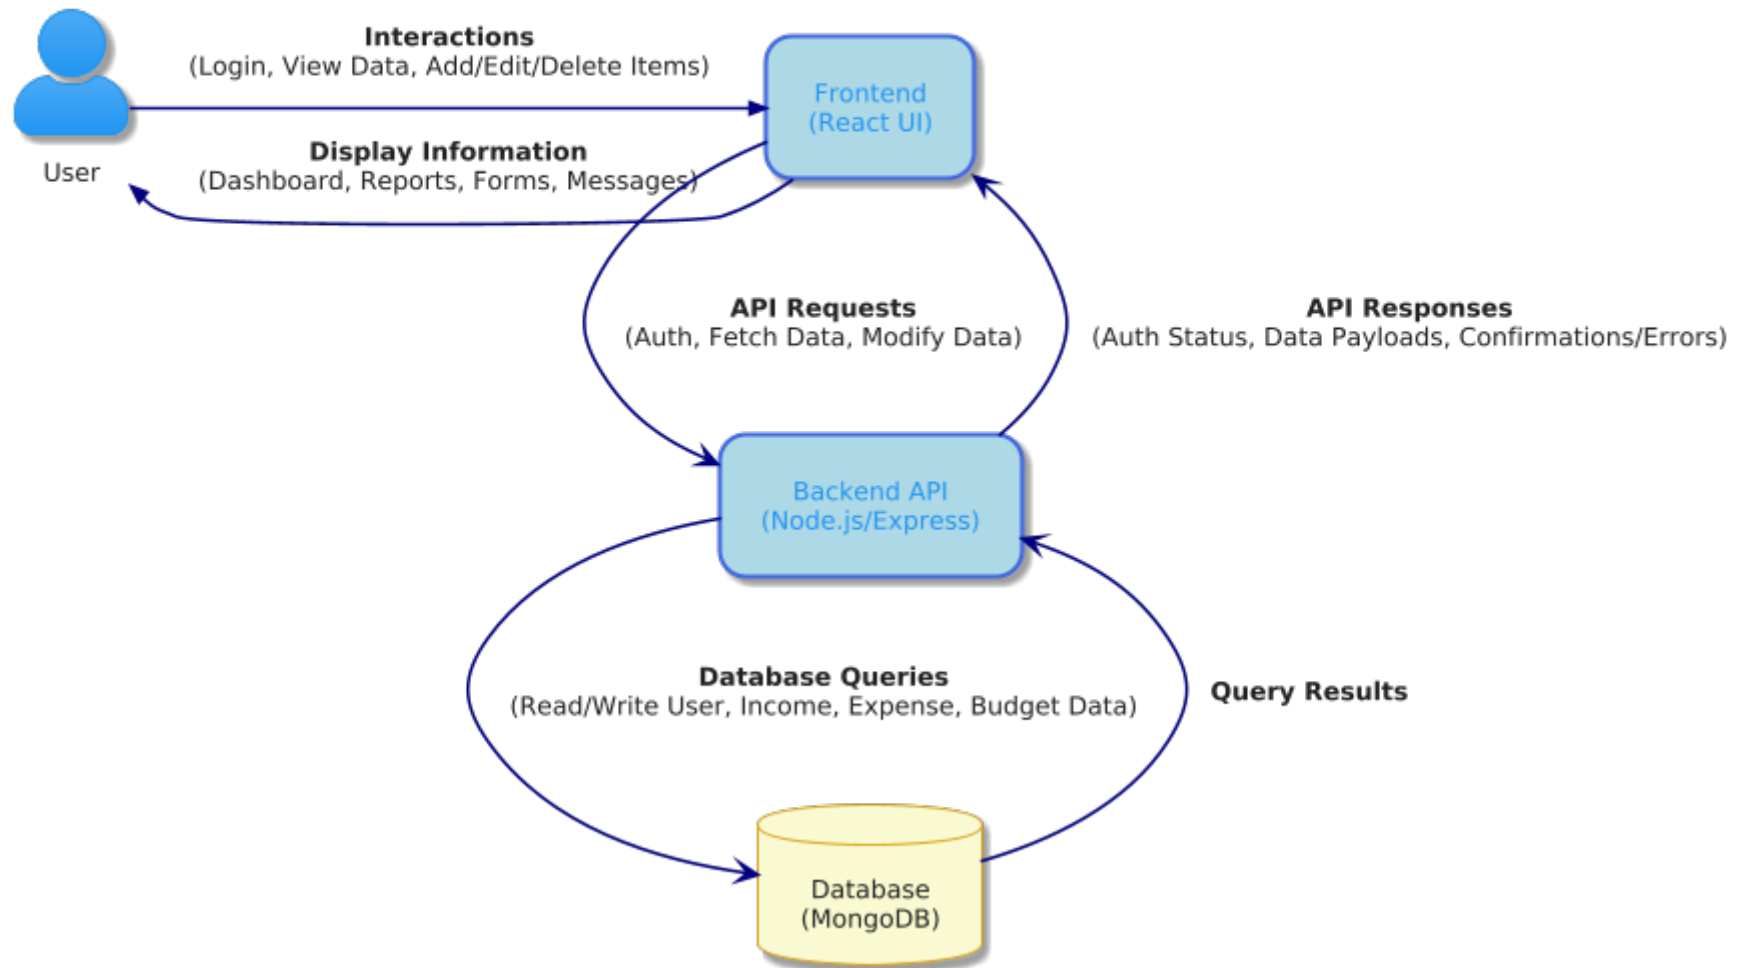 Interactions
(Login, View Data, Add/Edit/Delete Items)
Frontend
(React UI)
User
Display Information
(Dashboard, Reports, Forms, Messages)
API Requests
(Auth, Fetch Data, Modify Data)
API Responses
(Auth Status, Data Payloads, Confirmations/Errors)
Backend API
(Node.js/Express)
Database Queries
(Read/Write User, Income, Expense, Budget Data)
Query Results
Database
(MongoDB)